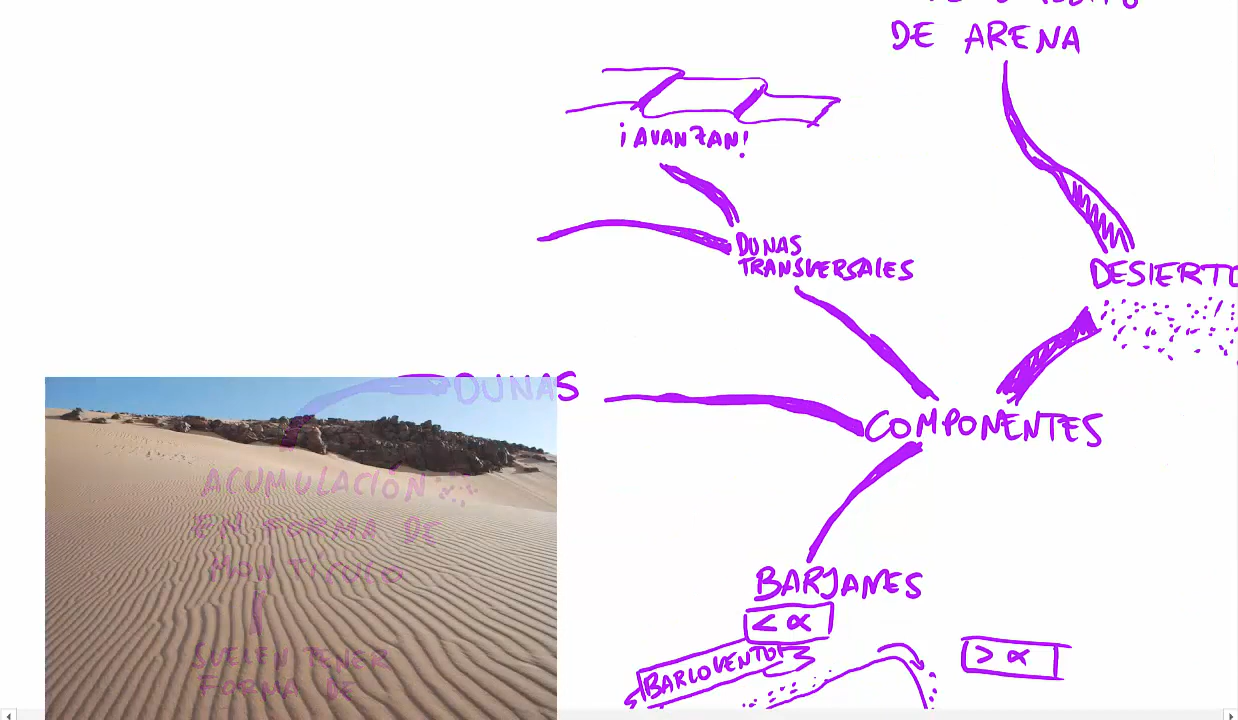 DE ARENA
¡AVANZAN!
DUNAS
TRANSVERSALES
DESIERTO
DUNAS
COMPONENTES
ACUMULACIÓN
EN FORMA DE
MONTÍCULO
SUELEN TENER
FORMA DE
BARJANES
< α
BARLOVENTO
> α